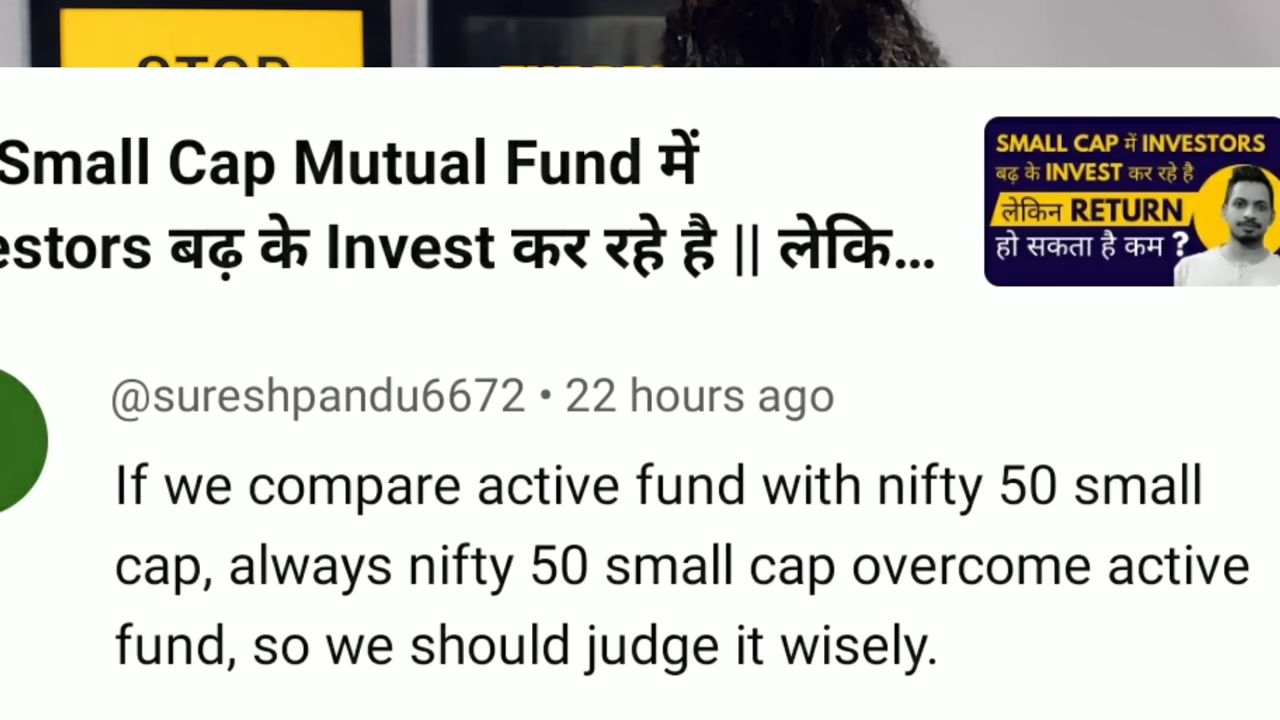 STOP
Small Cap Mutual Fund में
estors बढ़ के Invest कर रहे है || लेकि...
SMALL CAP में INVESTORS
बढ़ के INVEST कर रहे है
लेकिन RETURN
हो सकता है कम ?
@sureshpandu6672 • 22 hours ago
If we compare active fund with nifty 50 small
cap, always nifty 50 small cap overcome active
fund, so we should judge it wisely.